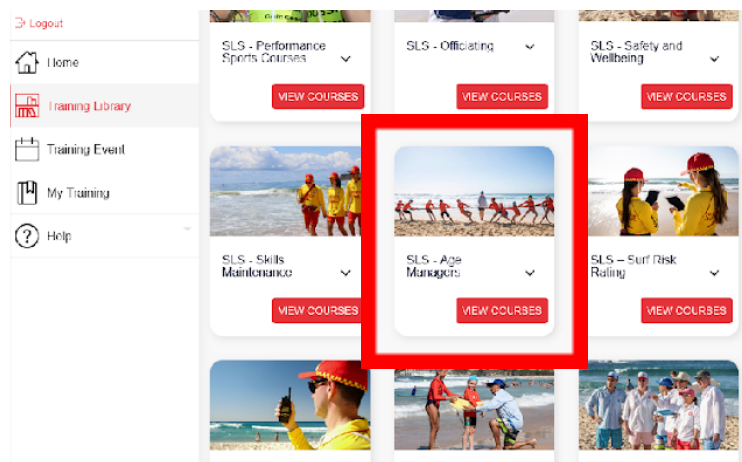 Logout
Home
Training Library
Training Event
My Training
Help
SLS - Performance
Sports Courses
VIEW COURSES
SLS - Officiating
VIEW COURSES
SLS - Safety and
Wellbeing
VIEW COURSES
SLS - Skills
Maintenance
VIEW COURSES
SLS - Age
Managers
VIEW COURSES
SLS – Surf Risk
Rating
VIEW COURSES